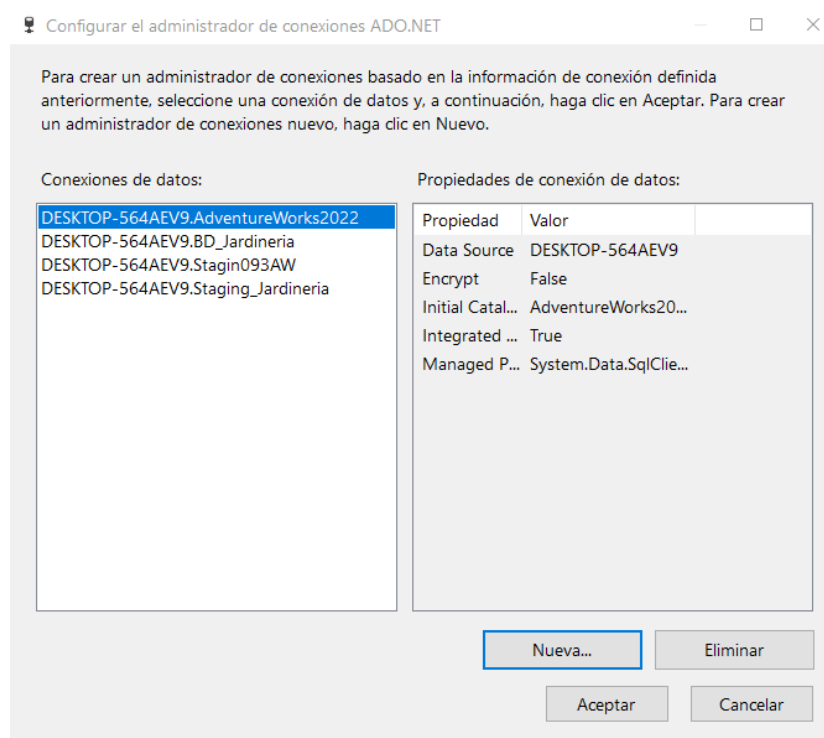 Configurar el administrador de conexiones ADO.NET
Para crear un administrador de conexiones basado en la información de conexión definida
anteriormente, seleccione una conexión de datos y, a continuación, haga clic en Aceptar. Para crear
un administrador de conexiones nuevo, haga clic en Nuevo.
Conexiones de datos:
DESKTOP-564AEV9.AdventureWorks2022
DESKTOP-564AEV9.BD_Jardineria
DESKTOP-564AEV9.Stagin093AW
DESKTOP-564AEV9.Staging_Jardineria
Propiedades de conexión de datos:
Propiedad Valor
Data Source DESKTOP-564AEV9
Encrypt False
Initial Catal... AdventureWorks20...
Integrated ... True
Managed P... System.Data.SqlClie...
Nueva... Eliminar
Aceptar Cancelar